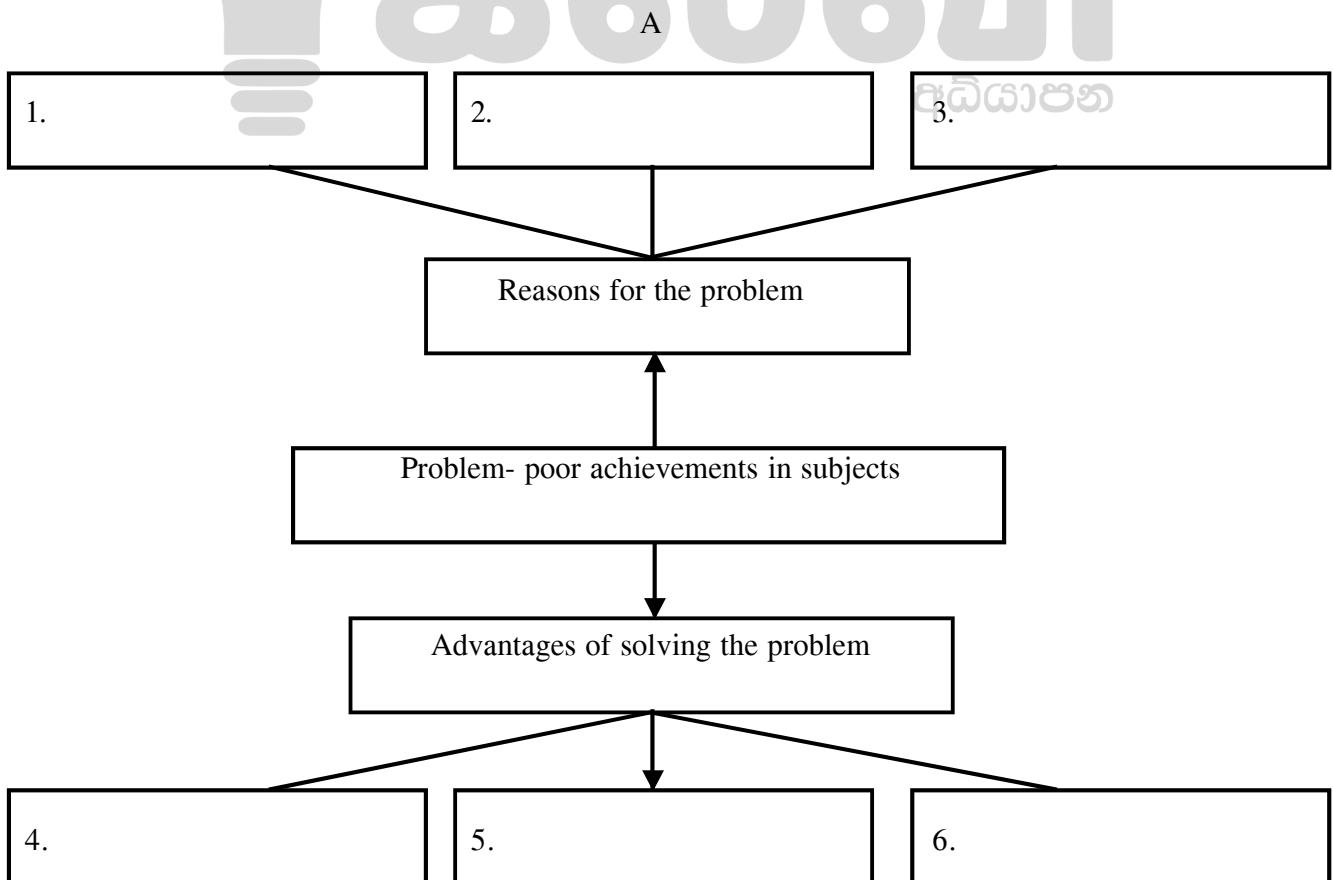 A
1.
2.
3.
අධ්‍යාපන
Reasons for the problem
Problem- poor achievements in subjects
Advantages of solving the problem
4.
5.
6.